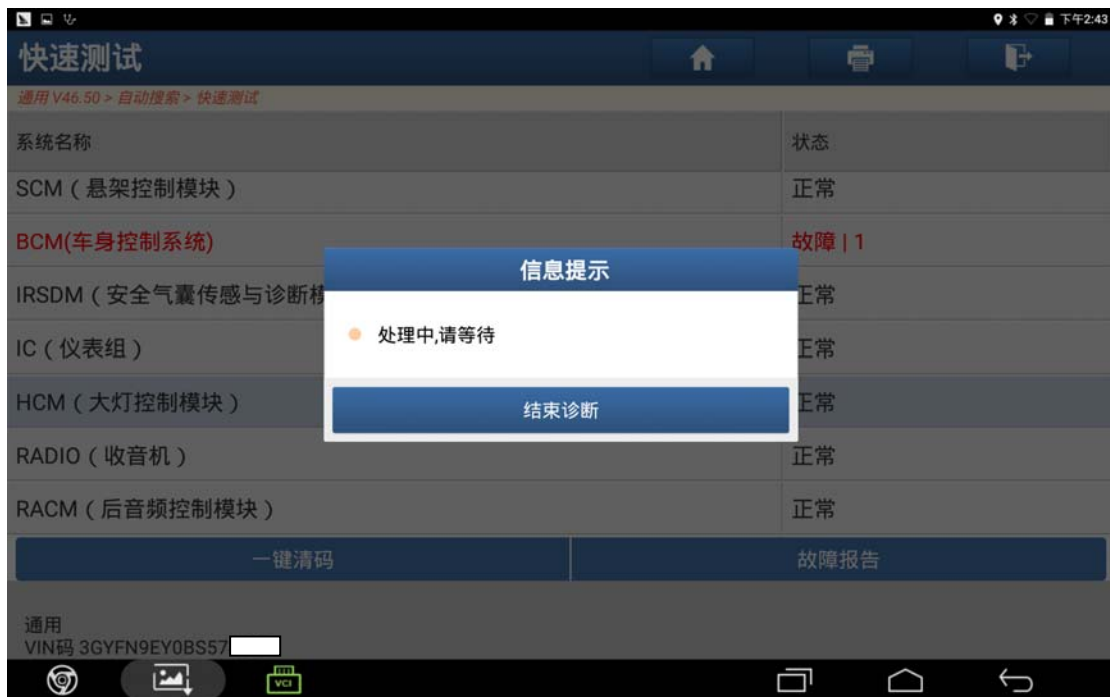 下午2:43
快速测试
通用 V46.50 > 自动搜索 > 快速测试
系统名称 状态
SCM ( 悬架控制模块 ) 正常
BCM(车身控制系统) 故障 | 1
信息提示
IRSDM ( 安全气囊传感与诊断模 正常
处理中,请等待
IC ( 仪表组 ) 正常
HCM ( 大灯控制模块 ) 正常
结束诊断
RADIO ( 收音机 ) 正常
RACM ( 后音频控制模块 ) 正常
一键清码 故障报告
通用
VIN码 3GYFN9EY0BS57
VCI